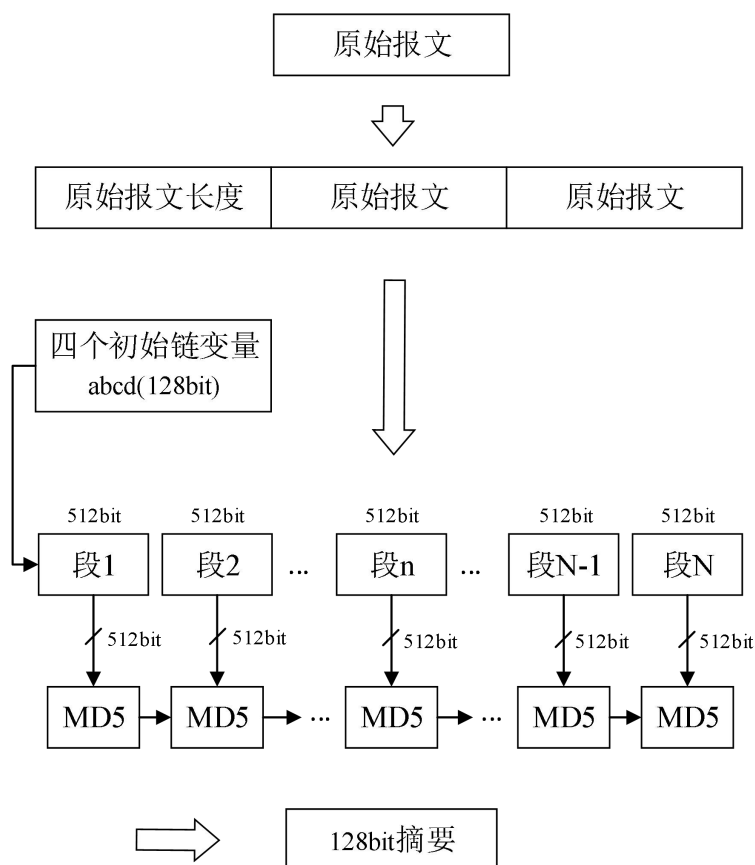 原始报文
原始报文长度 原始报文 原始报文
四个初始链变量
abcd(128bit)
512bit 512bit 512bit 512bit 512bit
段1 段2 ... 段n ... 段N-1 段N
512bit 512bit 512bit 512bit 512bit
MD5 MD5 ... MD5 ... MD5 MD5
128bit摘要